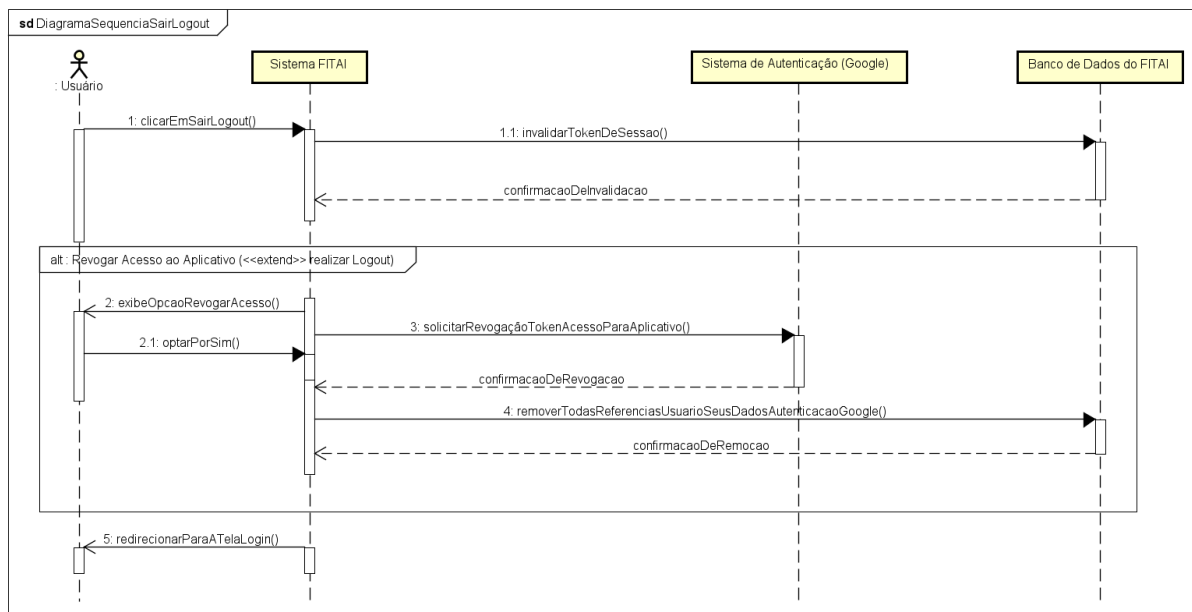 sd DiagramaSequenciaSairLogout
: Usuário
Sistema FITAI
Sistema de Autenticação (Google)
Banco de Dados do FITAI
1: clicarEmSairLogout()
1.1: invalidarTokenDeSessao()
confirmacaoDeInvalidacao
alt : Revogar Acesso ao Aplicativo (<<extend>> realizar Logout)
2: exibeOpcaoRevogarAcesso()
3: solicitarRevogaçãoTokenAcessoParaAplicativo()
2.1: optarPorSim()
confirmacaoDeRevogacao
4: removerTodasReferenciasUsuarioSeusDadosAutenticacaoGoogle()
confirmacaoDeRemocao
5: redirecionarParaATelaLogin()